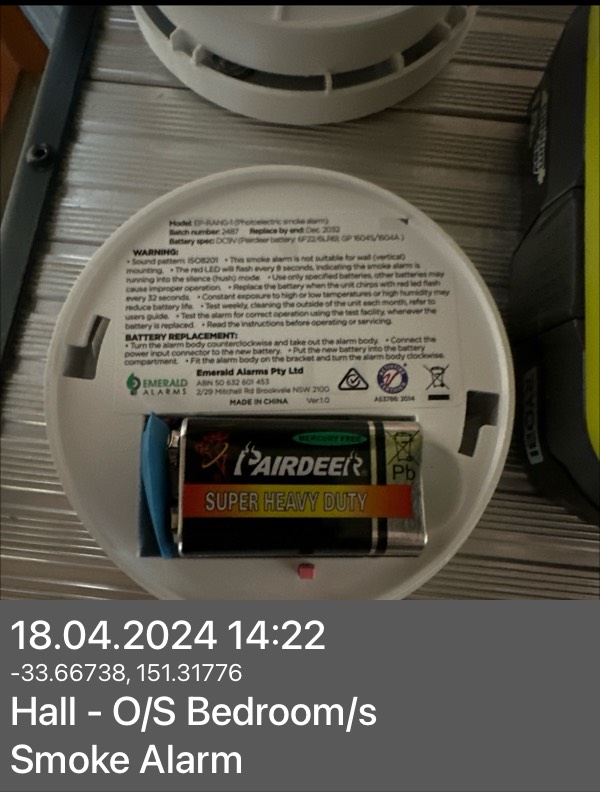 Model: EIP-RANG-1 (Photoelectric smoke alarm)
Batch number: 2487 Replace by end: Dec 2032
Battery spec: DC9V (Pairdeer battery: 6F22/6LR61; GP 1604S/1604A )
WARNING:
• Sound pattern: ISO8201 • This smoke alarm is not suitable for wall (vertical)
mounting. • The red LED will flash every 8 seconds, indicating the smoke alarm is
running into the silence (hush) mode. • Use only specified batteries, other batteries may
cause improper operation. • Replace the battery when the unit chirps with red led flash
every 32 seconds. • Constant exposure to high or low temperatures or high humidity may
reduce battery life. • Test weekly, cleaning the outside of the unit each month, refer to
users guide. • Test the alarm for correct operation using the test facility, whenever the
battery is replaced. • Read the instructions before operating or servicing.
BATTERY REPLACEMENT:
• Turn the alarm body counterclockwise and take out the alarm body. • Connect the
power input connector to the new battery. • Put the new battery into the battery
compartment. • Fit the alarm body on the bracket and turn the alarm body clockwise.
EMERALD
ALARMS
Emerald Alarms Pty Ltd
ABN 50 632 601 453
2/29 Mitchell Rd Brookvale NSW 2100
MADE IN CHINA Ver:1.0
AS3786: 2014
MERCURY FREE
PAIRDEER
Pb
SUPER HEAVY DUTY
RYOBI
18.04.2024 14:22
-33.66738, 151.31776
Hall - O/S Bedroom/s
Smoke Alarm